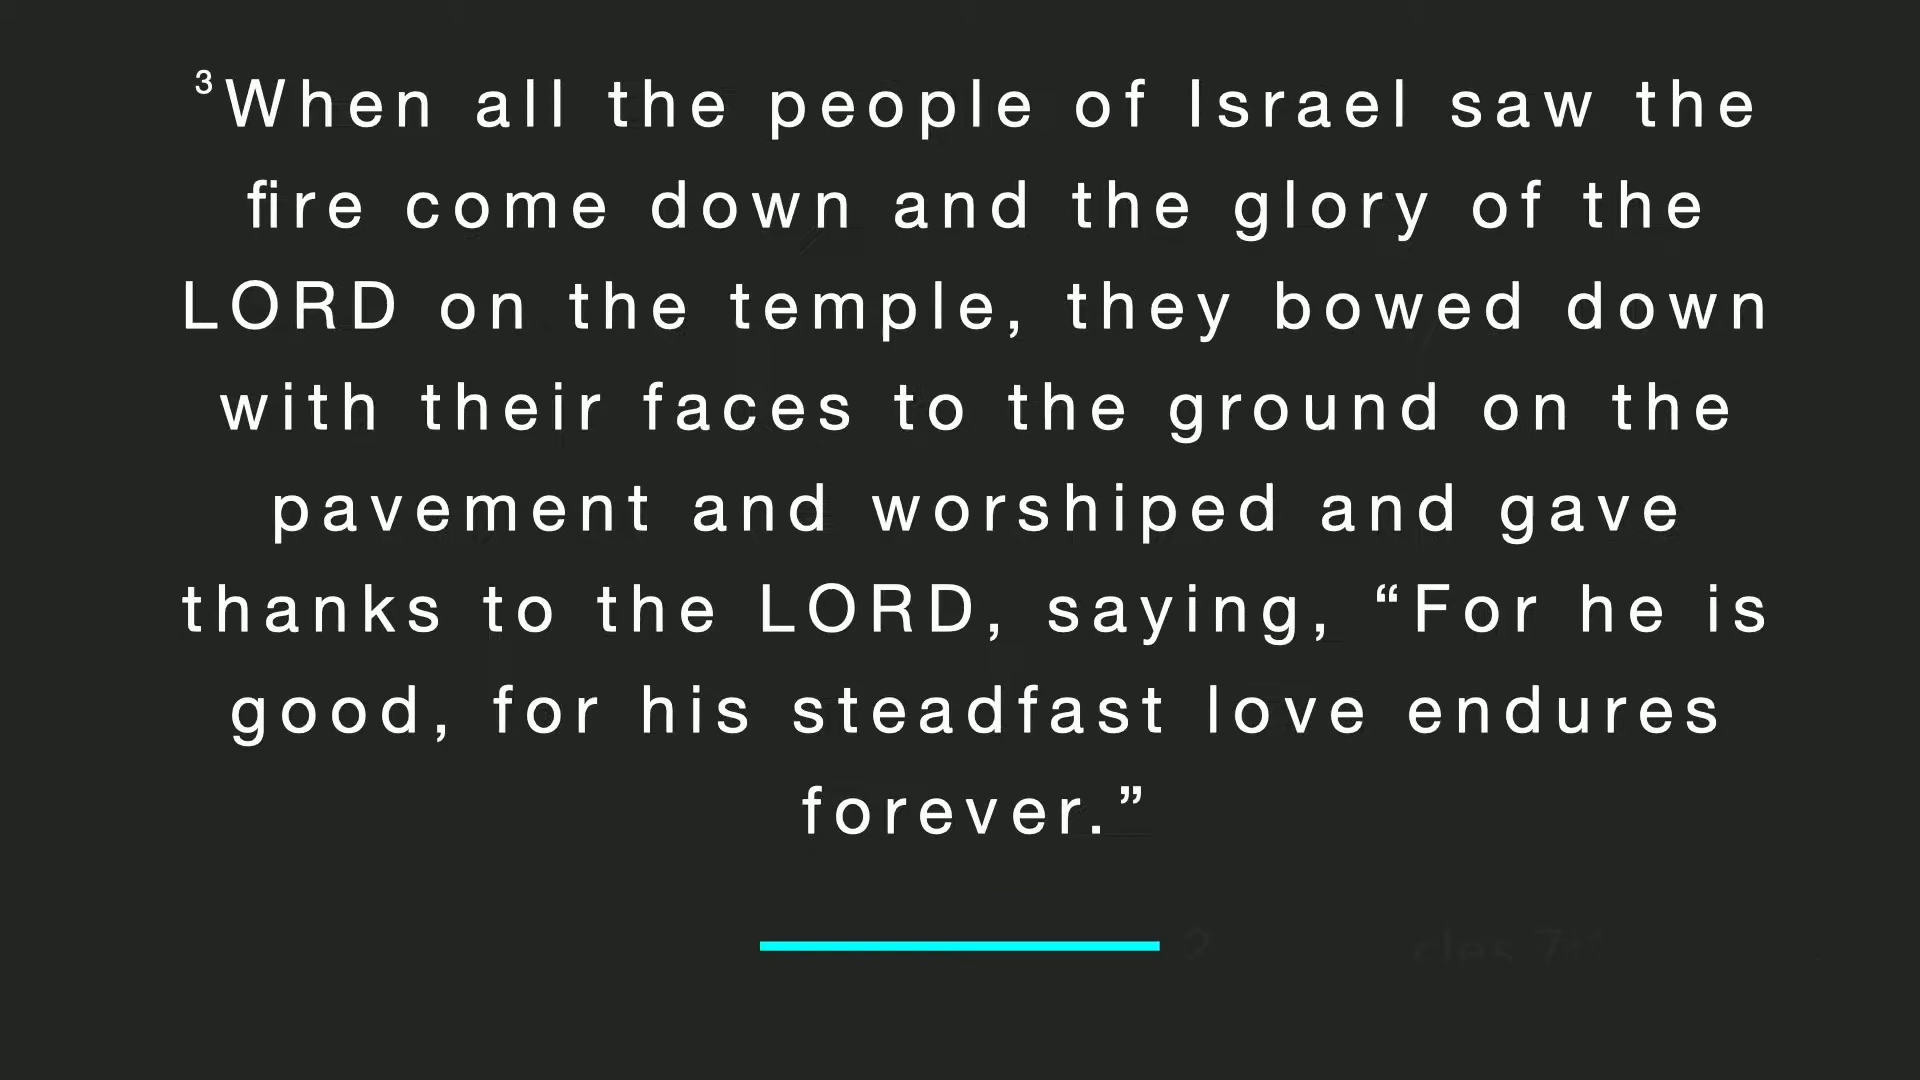 ³When all the people of Israel saw the
fire come down and the glory of the
LORD on the temple, they bowed down
with their faces to the ground on the
pavement and worshiped and gave
thanks to the LORD, saying, “For he is
good, for his steadfast love endures
forever.”